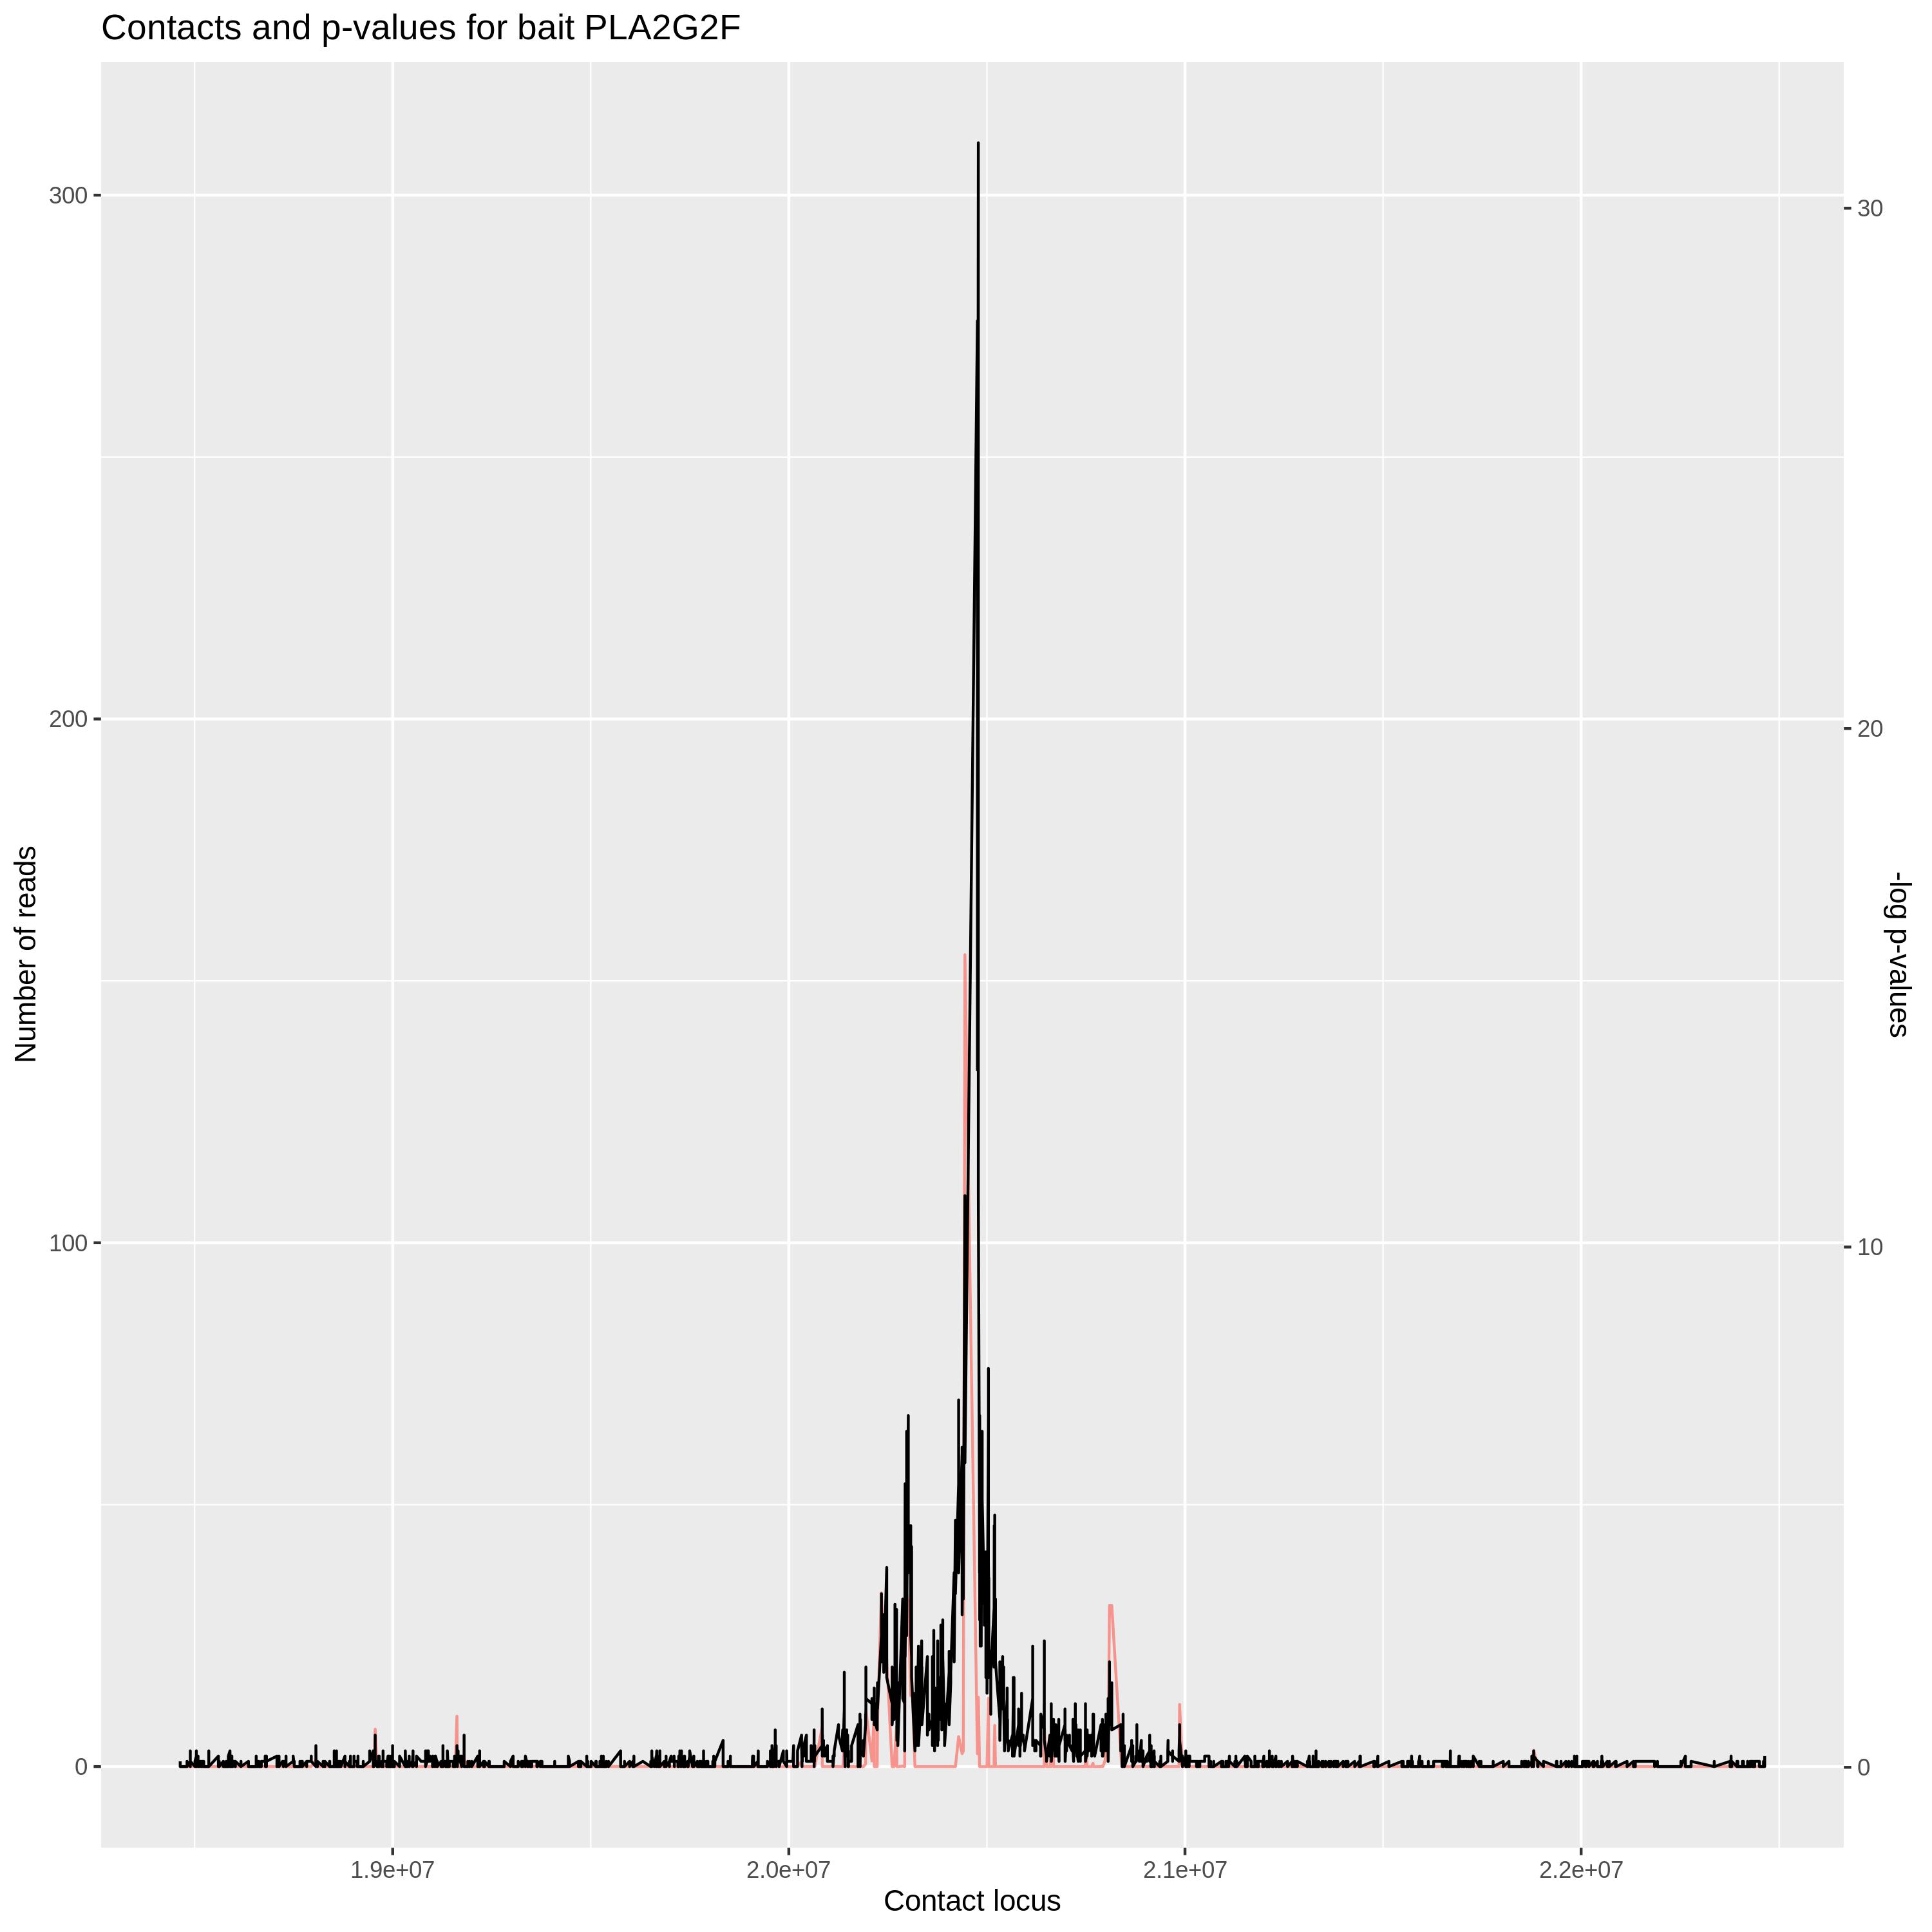 Contacts and p-values for bait PLA2G2F
300
200
100
0
30
20
10
0
Number of reads
-log p-values
1.9e+07
2.0e+07
2.1e+07
2.2e+07
Contact locus